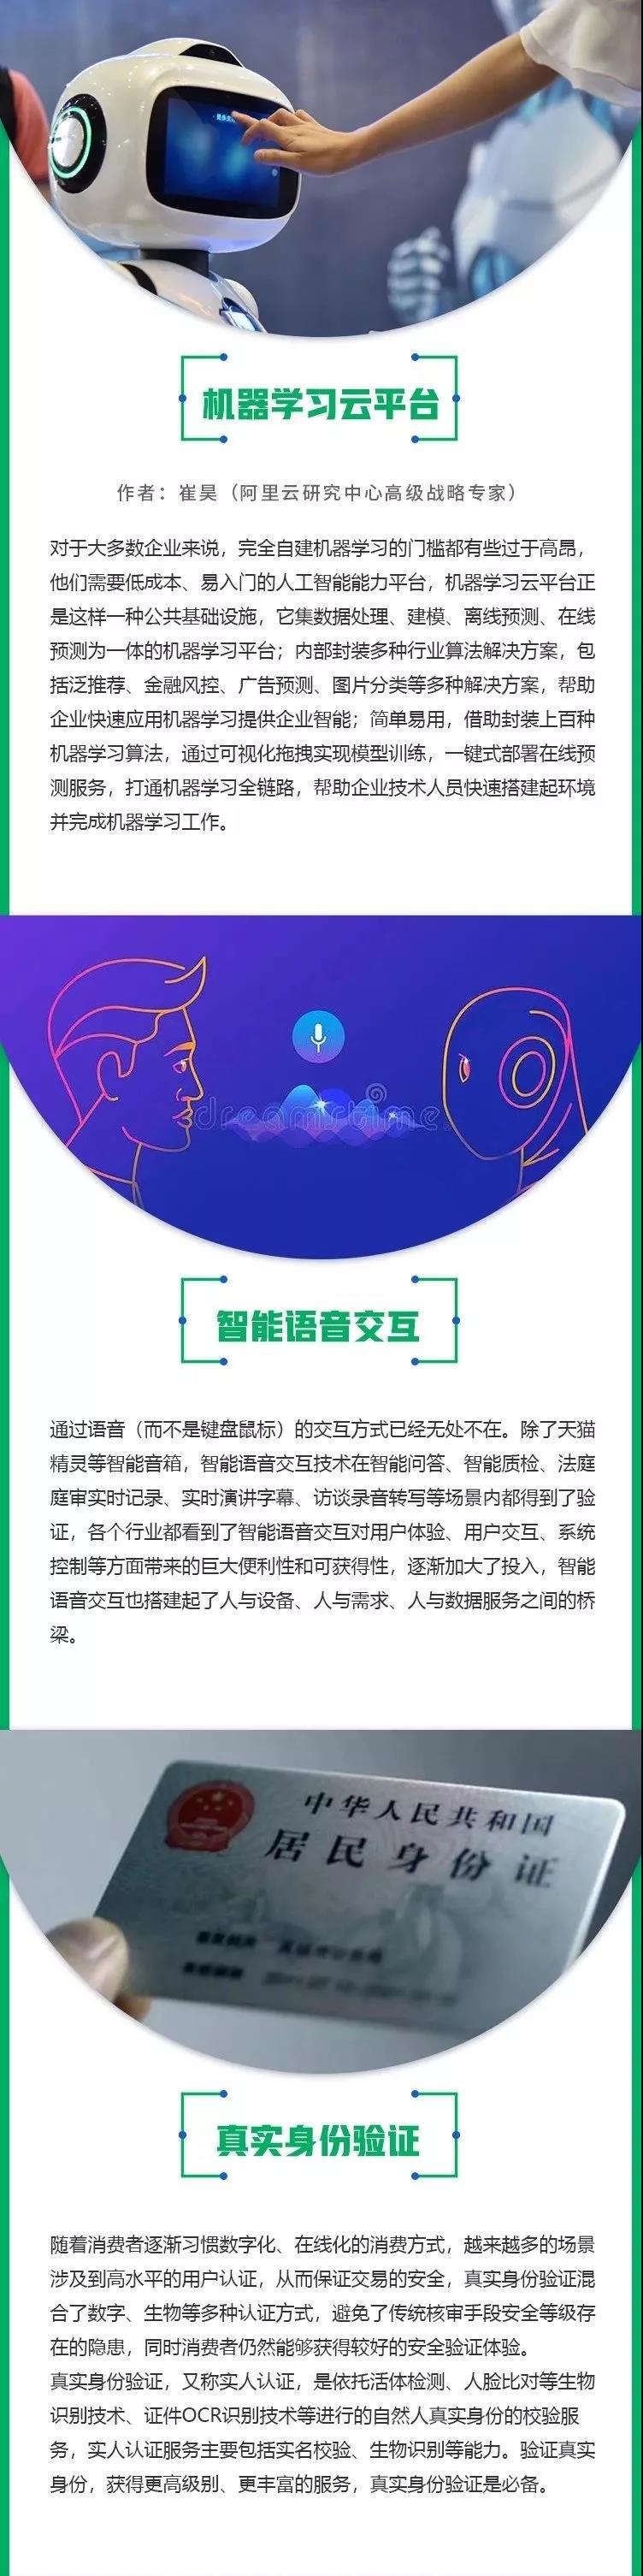 机器学习云平台
作者：崔昊（阿里云研究中心高级战略专家）
对于大多数企业来说，完全自建机器学习的门槛都有些过于高昂，
他们需要低成本、易入门的人工智能能力平台，机器学习云平台正
是这样一种公共基础设施，它集数据处理、建模、离线预测、在线
预测为一体的机器学习平台；内部封装多种行业算法解决方案，包
括泛推荐、金融风控、广告预测、图片分类等多种解决方案，帮助
企业快速应用机器学习提供企业智能；简单易用，借助封装上百种
机器学习算法，通过可视化拖拽实现模型训练，一键式部署在线预
测服务，打通机器学习全链路，帮助企业技术人员快速搭建起环境
并完成机器学习工作。
dreamstime.
智能语音交互
通过语音（而不是键盘鼠标）的交互方式已经无处不在。除了天猫
精灵等智能音箱，智能语音交互技术在智能问答、智能质检、法庭
庭审实时记录、实时演讲字幕、访谈录音转写等场景内都得到了验
证，各个行业都看到了智能语音交互对用户体验、用户交互、系统
控制等方面带来的巨大便利性和可获得性，逐渐加大了投入，智能
语音交互也搭建起了人与设备、人与需求、人与数据服务之间的桥
梁。
中华人民共和国
居民身份证
真实身份验证
随着消费者逐渐习惯数字化、在线化的消费方式，越来越多的场景
涉及到高水平的用户认证，从而保证交易的安全，真实身份验证混
合了数字、生物等多种认证方式，避免了传统核审手段安全等级存
在的隐患，同时消费者仍然能够获得较好的安全验证体验。
真实身份验证，又称实人认证，是依托活体检测、人脸比对等生物
识别技术、证件OCR识别技术等进行的自然人真实身份的校验服
务，实人认证服务主要包括实名校验、生物识别等能力。验证真实
身份，获得更高级别、更丰富的服务，真实身份验证是必备。